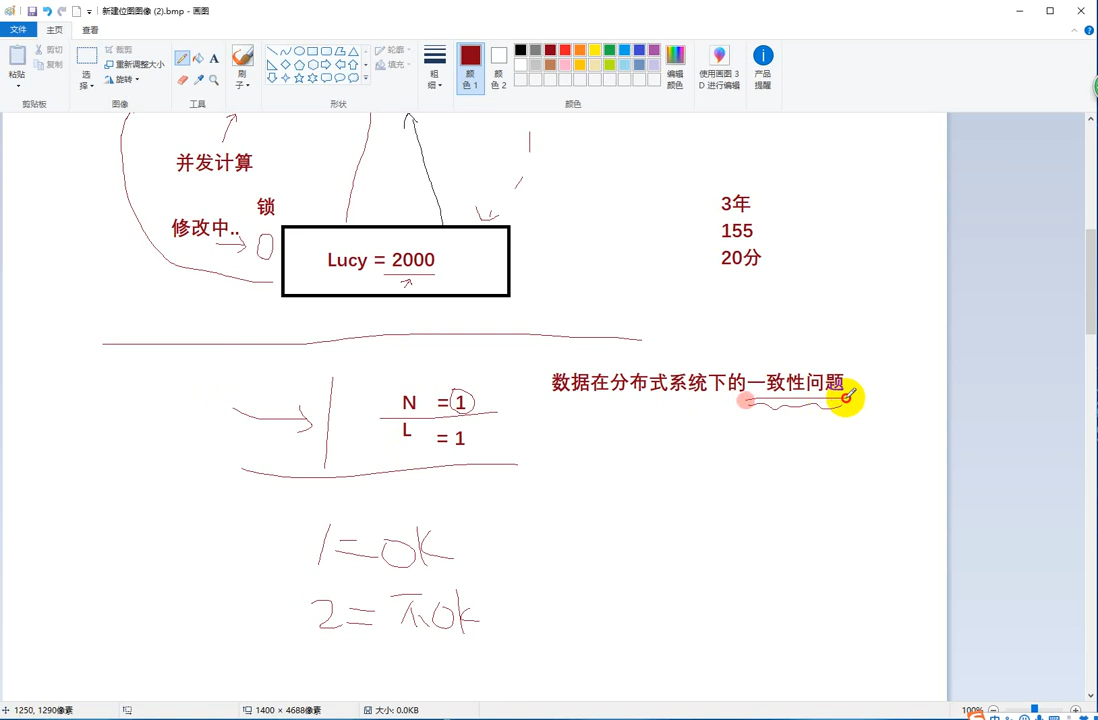 新建位图图像 (2).bmp - 画图
文件 主页 查看
粘贴
剪切
复制
剪贴板
选择
裁剪
重新调整大小
旋转
图像
工具
刷子
形状
轮廓
填充
粗细
颜色 1
颜色 2
颜色
编辑颜色
使用画图 3D 进行编辑
产品提醒
并发计算
锁
修改中..
Lucy = 2000
3年
155
20分
数据在分布式系统下的一致性问题
N = 1
L = 1
1=OK
2=不OK
1250, 1290像素
1400 × 4688像素
大小: 0.0KB
100%